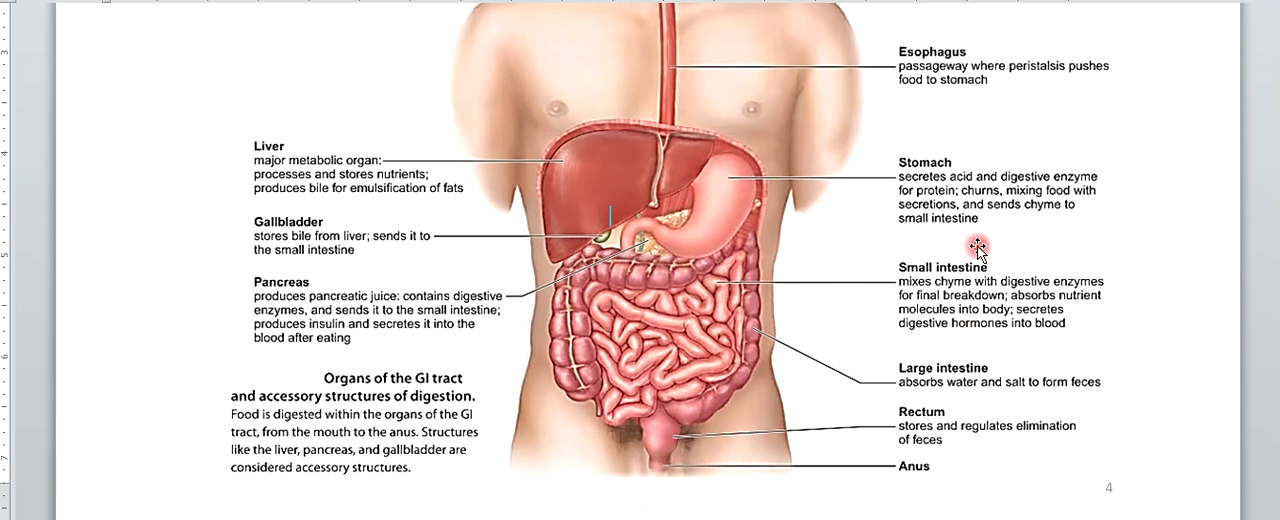 Esophagus
passageway where peristalsis pushes
food to stomach
Liver
major metabolic organ:
processes and stores nutrients;
produces bile for emulsification of fats
Stomach
secretes acid and digestive enzyme
for protein; churns, mixing food with
secretions, and sends chyme to
small intestine
Gallbladder
stores bile from liver; sends it to
the small intestine
Small intestine
mixes chyme with digestive enzymes
for final breakdown; absorbs nutrient
molecules into body; secretes
digestive hormones into blood
Pancreas
produces pancreatic juice: contains digestive
enzymes, and sends it to the small intestine;
produces insulin and secretes it into the
blood after eating
Large intestine
absorbs water and salt to form feces
Organs of the GI tract
and accessory structures of digestion.
Food is digested within the organs of the GI
tract, from the mouth to the anus. Structures
like the liver, pancreas, and gallbladder are
considered accessory structures.
Rectum
stores and regulates elimination
of feces
Anus
4
3
4
5
6
7